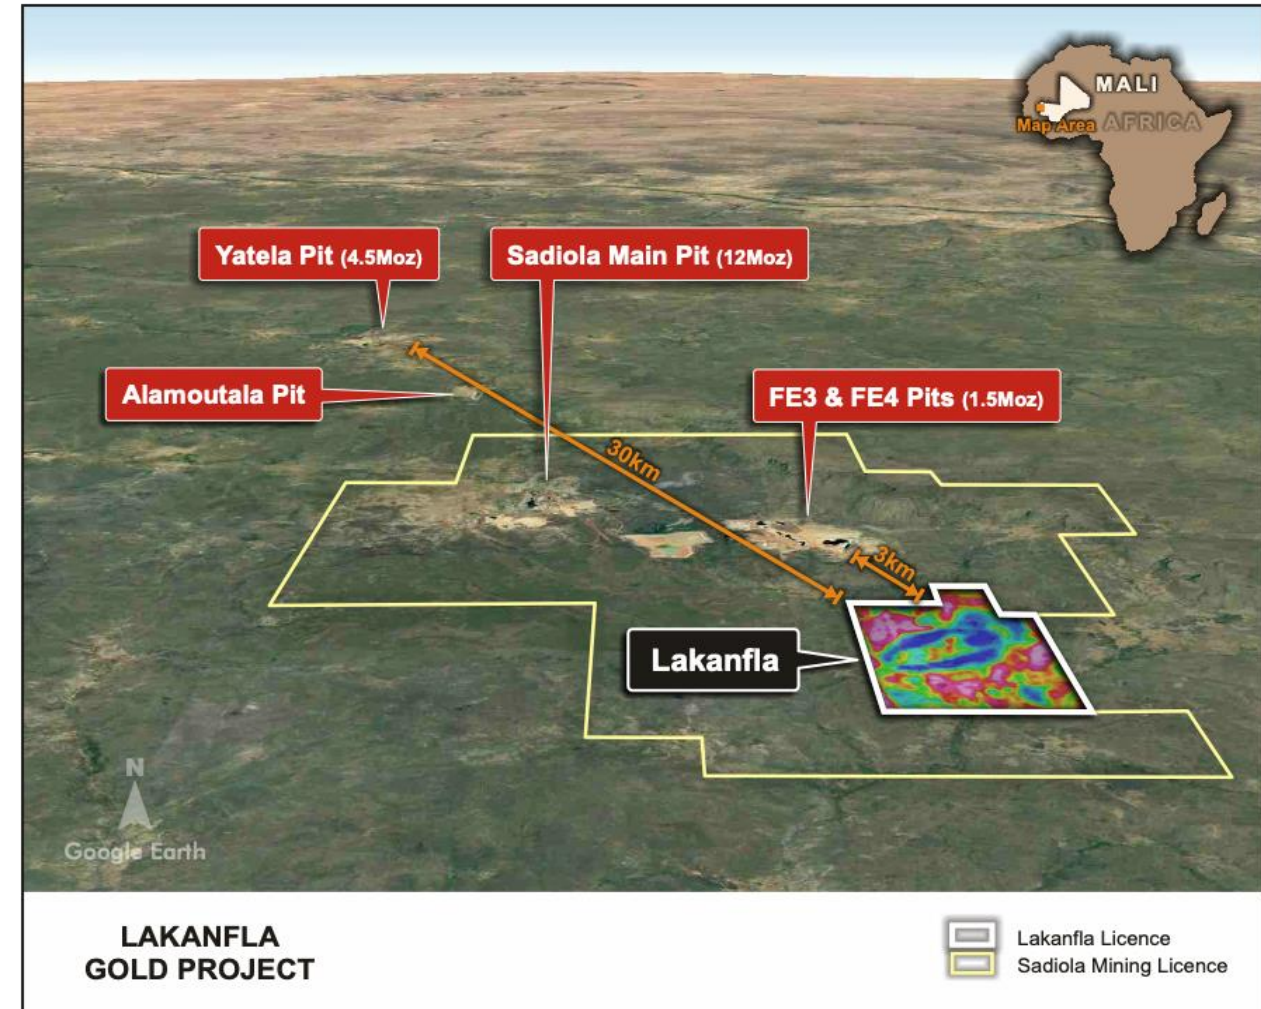 MALI
Map Area AFRICA
Yatela Pit (4.5Moz)
Sadiola Main Pit (12Moz)
Alamoutala Pit
FE3 & FE4 Pits (1.5Moz)
30km
3km
Lakanfla
N
Google Earth
LAKANFLA
GOLD PROJECT
Lakanfla Licence
Sadiola Mining Licence